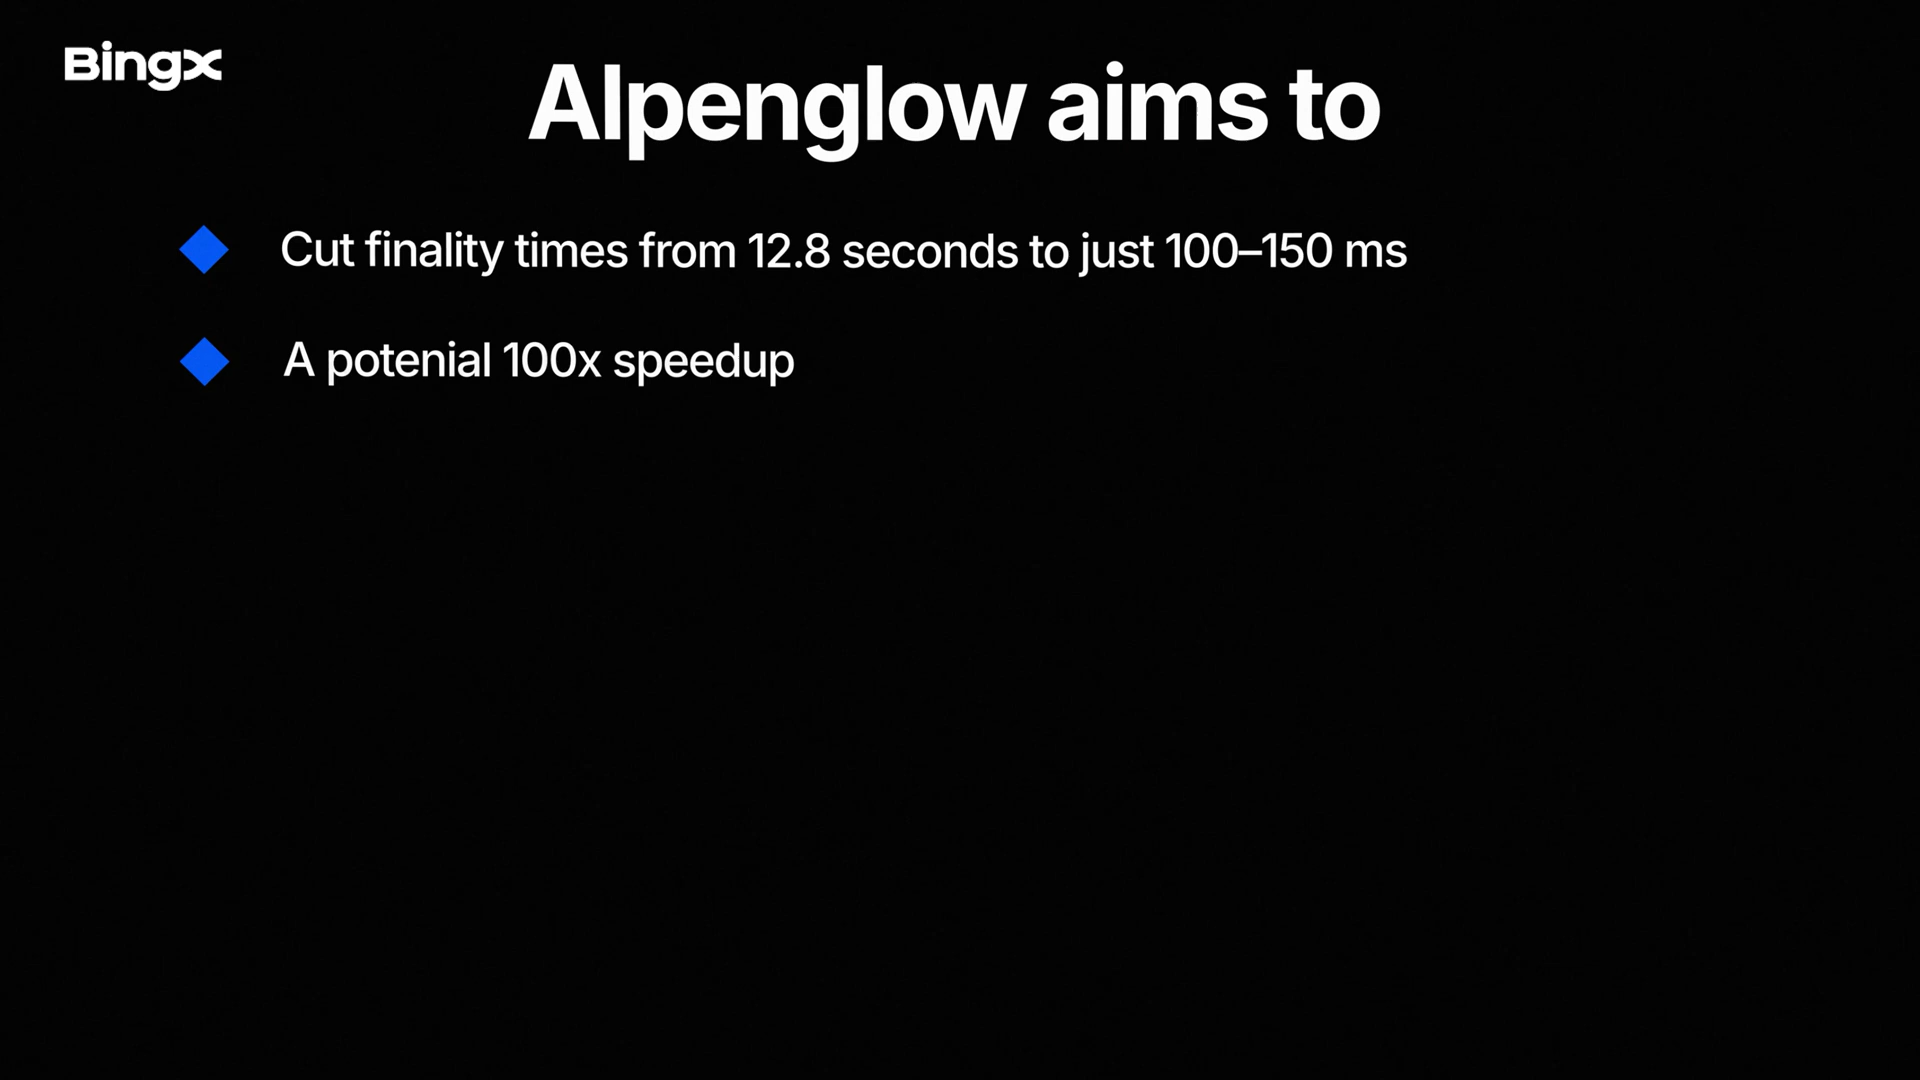 BingX
Alpenglow aims to
Cut finality times from 12.8 seconds to just 100–150 ms
A potenial 100x speedup